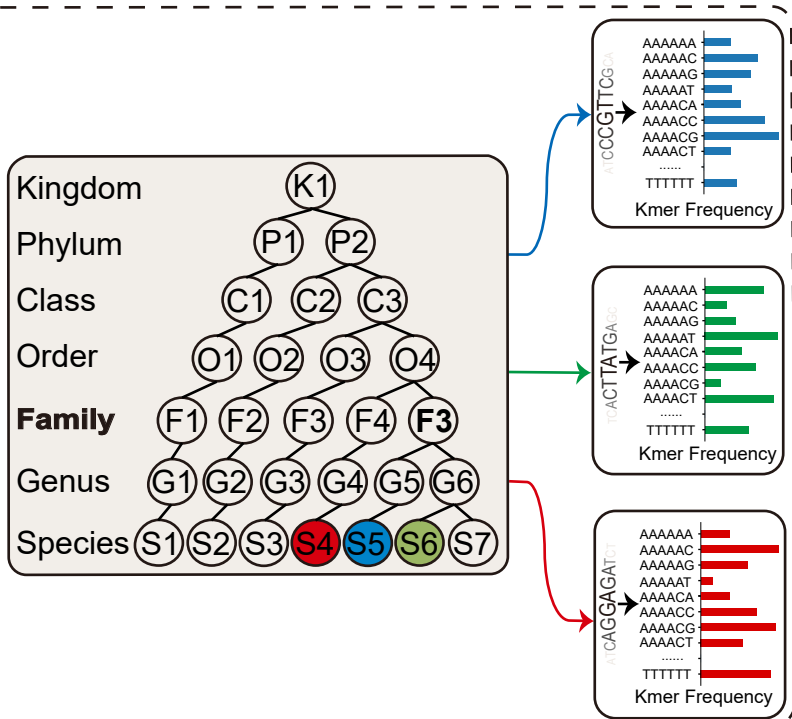 Kingdom
K1
Phylum
P1 P2
Class
C1 C2 C3
Order
O1 O2 O3 O4
Family
F1 F2 F3 F4 F3
Genus
G1 G2 G3 G4 G5 G6
Species
S1 S2 S3 S4 S5 S6 S7
ATCCCGTTCGCA
AAAAAA
AAAAAC
AAAAAG
AAAAAT
AAAACA
AAAACC
AAAACG
AAAACT
......
TTTTTT
Kmer Frequency
TCACTTATGAGC
AAAAAA
AAAAAC
AAAAAG
AAAAAT
AAAACA
AAAACC
AAAACG
AAAACT
......
TTTTTT
Kmer Frequency
ATCAGGAGATCT
AAAAAA
AAAAAC
AAAAAG
AAAAAT
AAAACA
AAAACC
AAAACG
AAAACT
......
TTTTTT
Kmer Frequency